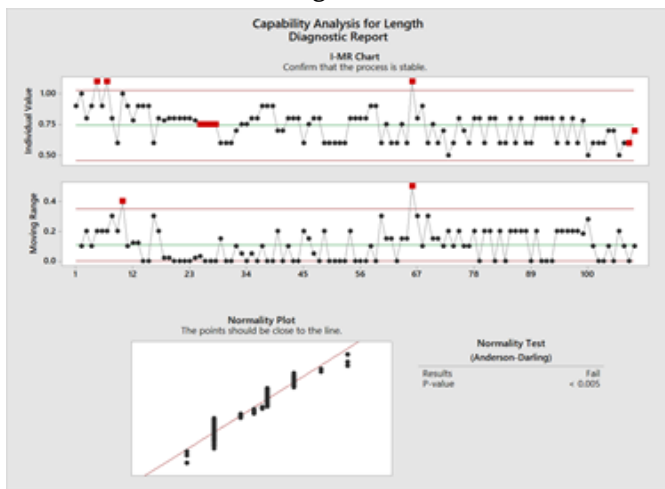 Capability Analysis for Length
Diagnostic Report
I-MR Chart
Confirm that the process is stable.
Individual Value
1.00
0.75
0.50
Moving Range
0.4
0.2
0.0
1 12 23 34 45 56 67 78 89 100
Normality Plot
The points should be close to the line.
Normality Test
(Anderson-Darling)
Results Fail
P-value < 0.005